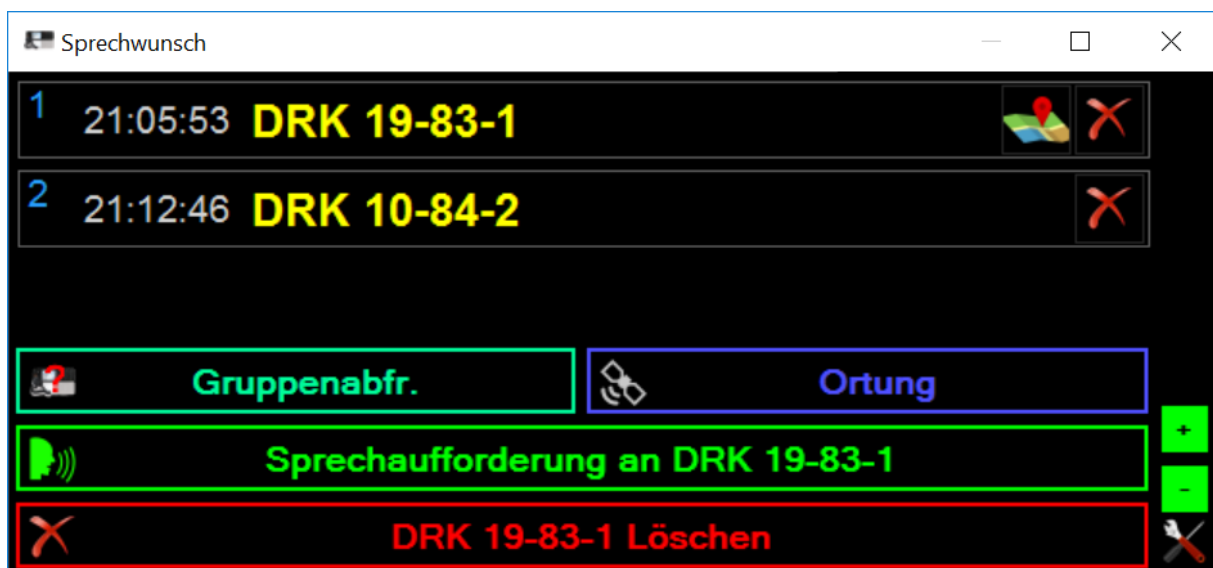 Sprechwunsch
1 21:05:53 DRK 19-83-1
2 21:12:46 DRK 10-84-2
Gruppenabfr. Ortung
Sprechaufforderung an DRK 19-83-1
+
-
DRK 19-83-1 Löschen